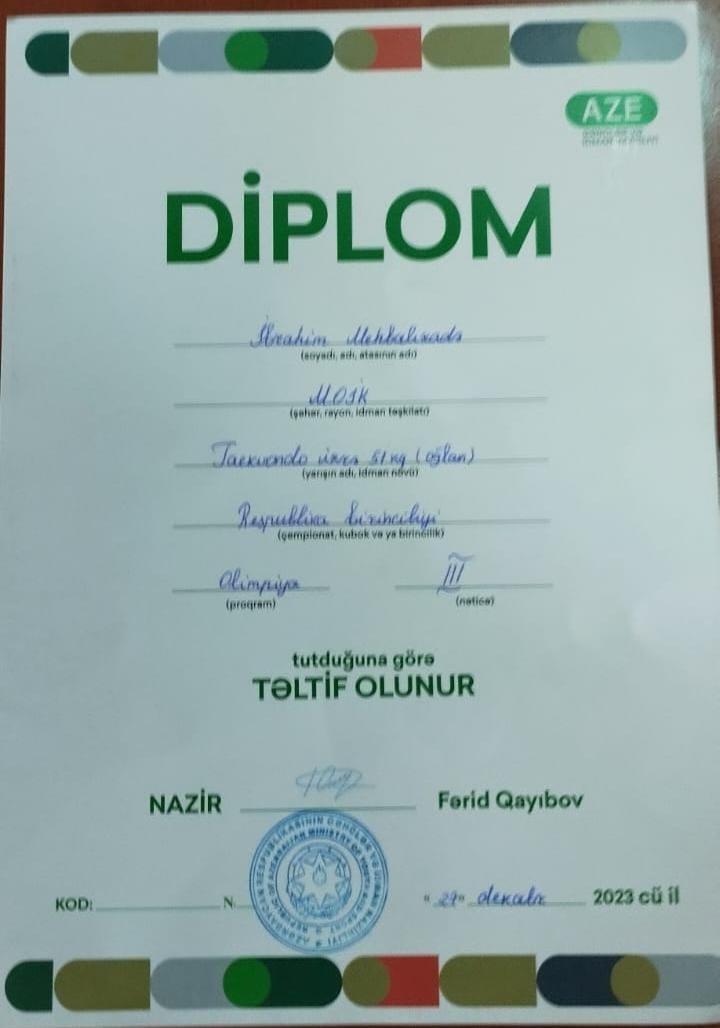 AZE
DİPLOM
İbrahim Mehbalızadə
(soyadı, adı, atasının adı)
MOİK
(şəhər, rayon, idman təşkilatı)
Taekvondo üzrə 51 kg (oğlan)
(yarışın adı, idman növü)
Respublika birinciliyi
(çempionat, kubok və ya birincilik)
Olimpiya III
(proqram) (nəticə)
tutduğuna görə
TƏLTİF OLUNUR
NAZİR Fərid Qayıbov
KOD: N. " 27 " dekabr 2023 cü il